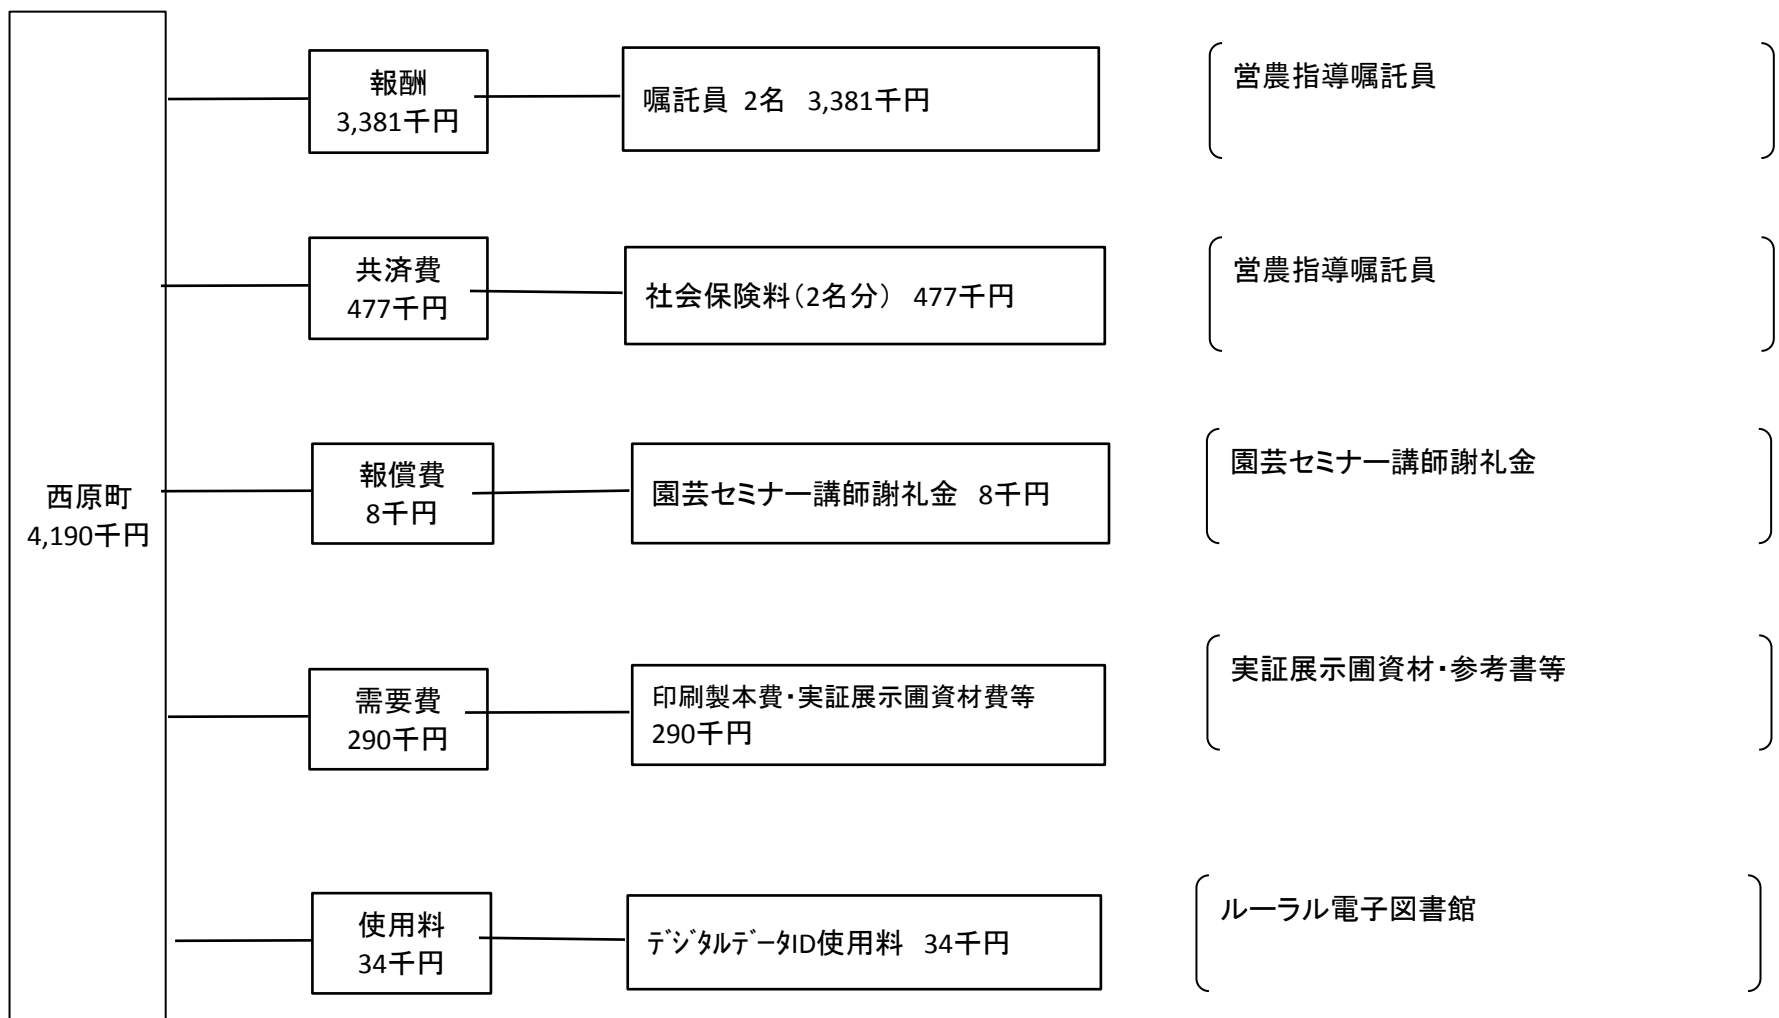 西原町
4,190千円
報酬
3,381千円
嘱託員 2名 3,381千円
営農指導嘱託員
共済費
477千円
社会保険料(2名分) 477千円
営農指導嘱託員
報償費
8千円
園芸セミナー講師謝礼金 8千円
園芸セミナー講師謝礼金
需要費
290千円
印刷製本費・実証展示圃資材費等
290千円
実証展示圃資材・参考書等
使用料
34千円
ﾃﾞｼﾞﾀﾙﾃﾞｰﾀID使用料 34千円
ルーラル電子図書館